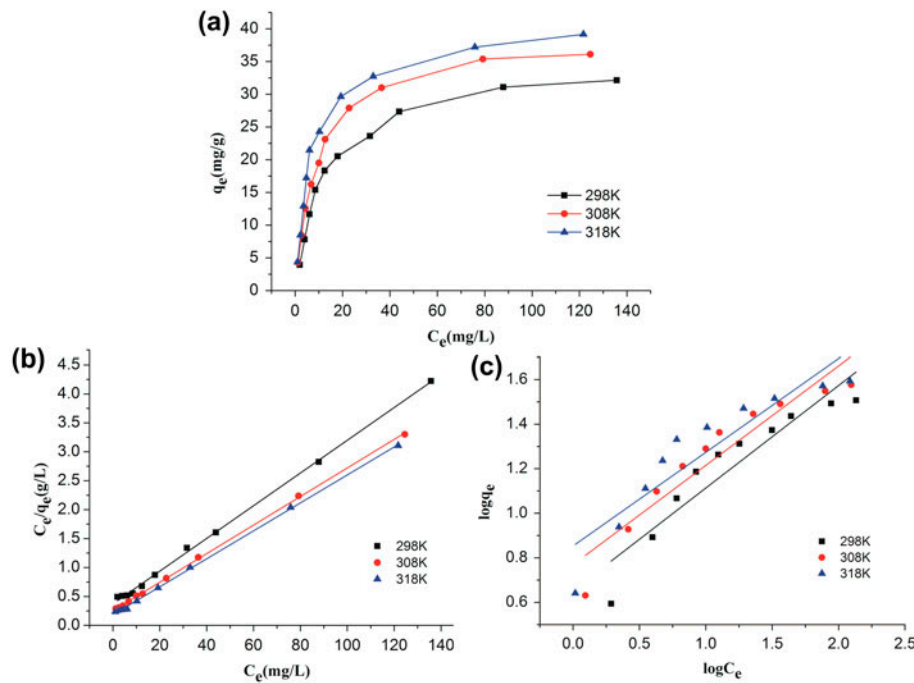 (a)
40
35
30
25
20
15
10
5
0
qe(mg/g)
298K
308K
318K
0 20 40 60 80 100 120 140
Ce(mg/L)
(b)
4.5
4.0
3.5
3.0
2.5
2.0
1.5
1.0
0.5
0.0
Ce/qe(g/L)
298K
308K
318K
0 20 40 60 80 100 120 140
Ce(mg/L)
(c)
1.6
1.4
1.2
1.0
0.8
0.6
logqe
298K
308K
318K
0.0 0.5 1.0 1.5 2.0 2.5
logCe